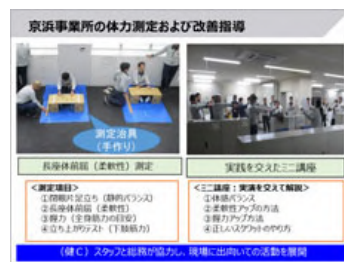 京浜事業所の体力測定および改善指導
測定治具
(手作り)
長座体前屈(柔軟性)測定
実践を交えたミニ講座
<測定項目>
①閉眼片足立ち(静的バランス)
②長座体前屈(柔軟性)
③握力(全身筋力の目安)
④立ち上がりテスト(下肢筋力)
<ミニ講座:実演を交えて解説>
①体感バランス
②柔軟性アップの方法
③握力アップの方法
④正しいスクワットのやり方
(健C)スタッフと総務が協力し、現場に出向いての活動を展開